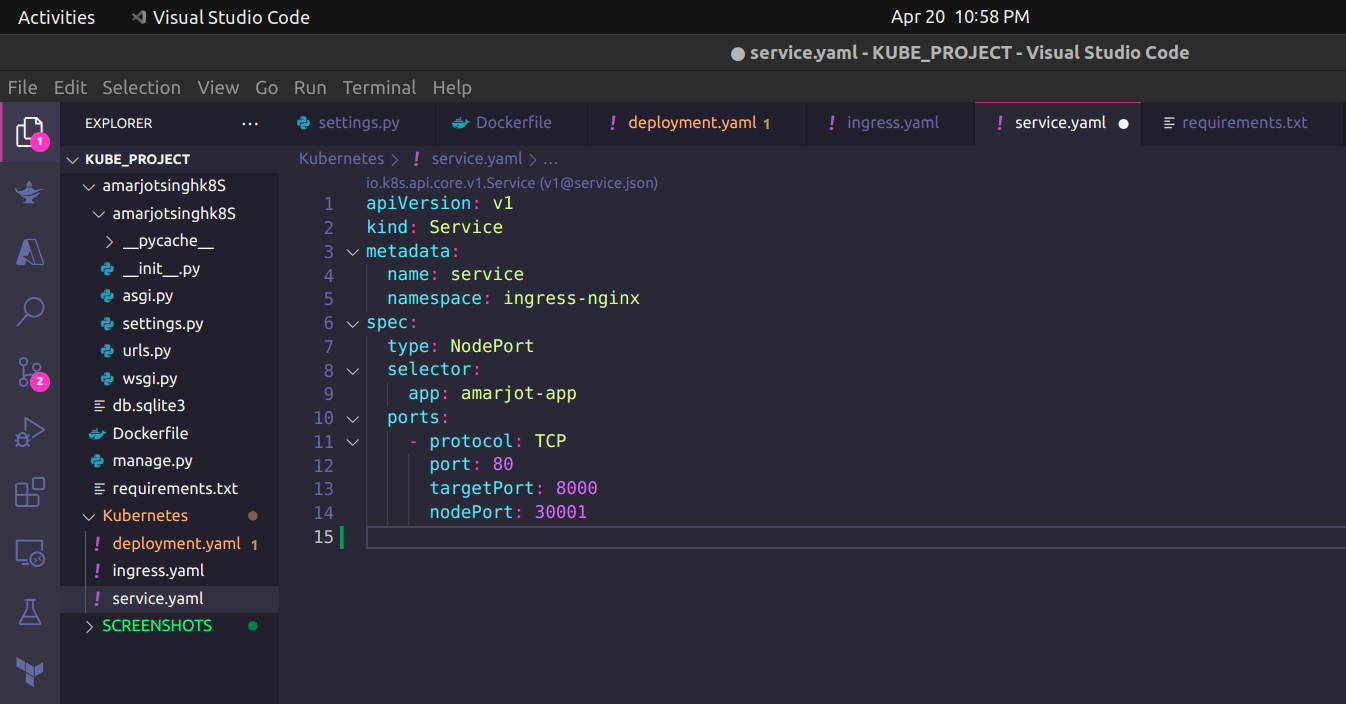 Activities Visual Studio Code Apr 20 10:58 PM
service.yaml - KUBE_PROJECT - Visual Studio Code
File Edit Selection View Go Run Terminal Help
1
2
EXPLORER ...
KUBE_PROJECT
amarjotsinghk8S
amarjotsinghk8S
__pycache__
__init__.py
asgi.py
settings.py
urls.py
wsgi.py
db.sqlite3
Dockerfile
manage.py
requirements.txt
Kubernetes
! deployment.yaml 1
! ingress.yaml
! service.yaml
SCREENSHOTS
settings.py Dockerfile ! deployment.yaml 1 ! ingress.yaml ! service.yaml requirements.txt
Kubernetes > ! service.yaml > ...
io.k8s.api.core.v1.Service (v1@service.json)
1 apiVersion: v1
2 kind: Service
3 metadata:
4 name: service
5 namespace: ingress-nginx
6 spec:
7 type: NodePort
8 selector:
9 app: amarjot-app
10 ports:
11 - protocol: TCP
12 port: 80
13 targetPort: 8000
14 nodePort: 30001
15